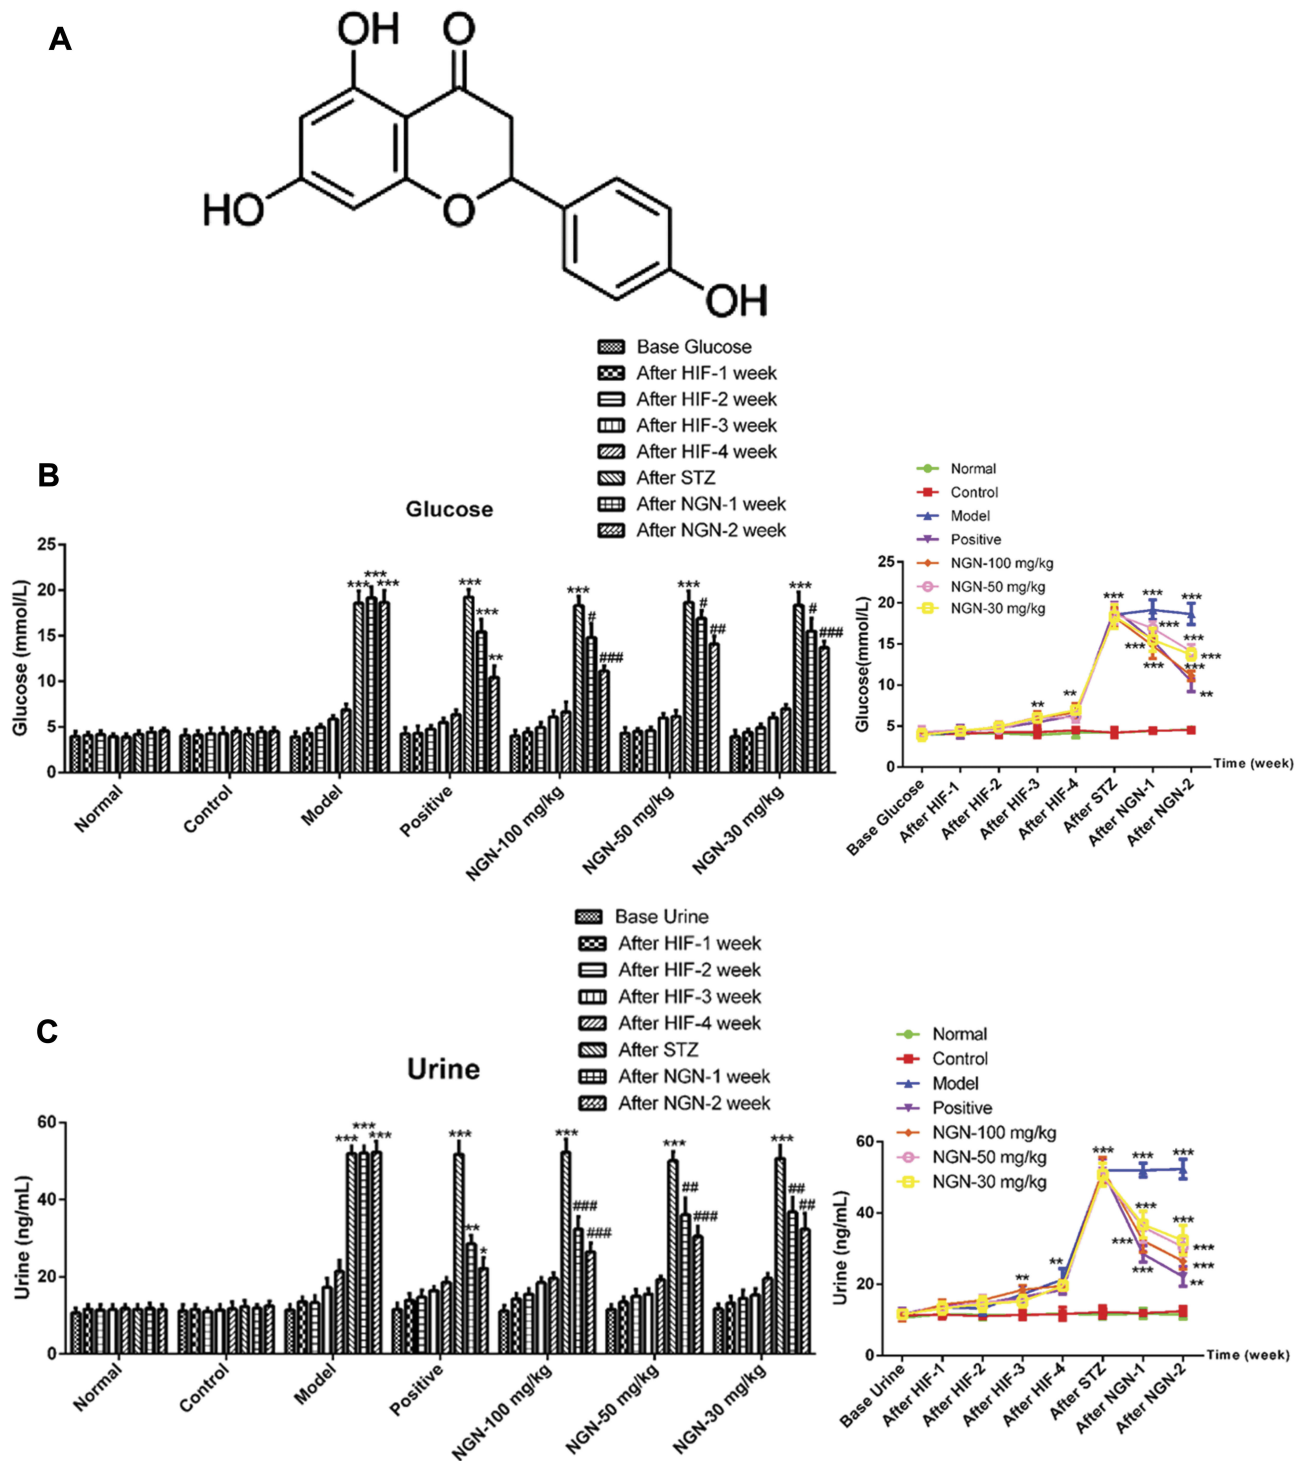 A
OH
O
HO
O
OH
B
Base Glucose
After HIF-1 week
After HIF-2 week
After HIF-3 week
After HIF-4 week
After STZ
After NGN-1 week
After NGN-2 week
Glucose
Glucose (mmol/L)
25
20
15
10
5
0
*** *** *** *** *** ** *** # ### *** # ## *** # ###
Normal
Control
Model
Positive
NGN-100 mg/kg
NGN-50 mg/kg
NGN-30 mg/kg
Normal
Control
Model
Positive
NGN-100 mg/kg
NGN-50 mg/kg
NGN-30 mg/kg
Glucose(mmol/L)
25
20
15
10
5
0
** ** *** *** *** *** *** *** *** *** *** **
Time (week)
Base Glucose
After HIF-1
After HIF-2
After HIF-3
After HIF-4
After STZ
After NGN-1
After NGN-2
C
Base Urine
After HIF-1 week
After HIF-2 week
After HIF-3 week
After HIF-4 week
After STZ
After NGN-1 week
After NGN-2 week
Urine
Urine (ng/mL)
60
40
20
0
*** *** *** *** ** * *** ### ### *** ## ### *** ## ##
Normal
Control
Model
Positive
NGN-100 mg/kg
NGN-50 mg/kg
NGN-30 mg/kg
Normal
Control
Model
Positive
NGN-100 mg/kg
NGN-50 mg/kg
NGN-30 mg/kg
Urine (ng/mL)
60
40
20
0
** ** *** *** *** *** *** *** *** *** *** **
Time (week)
Base Urine
After HIF-1
After HIF-2
After HIF-3
After HIF-4
After STZ
After NGN-1
After NGN-2